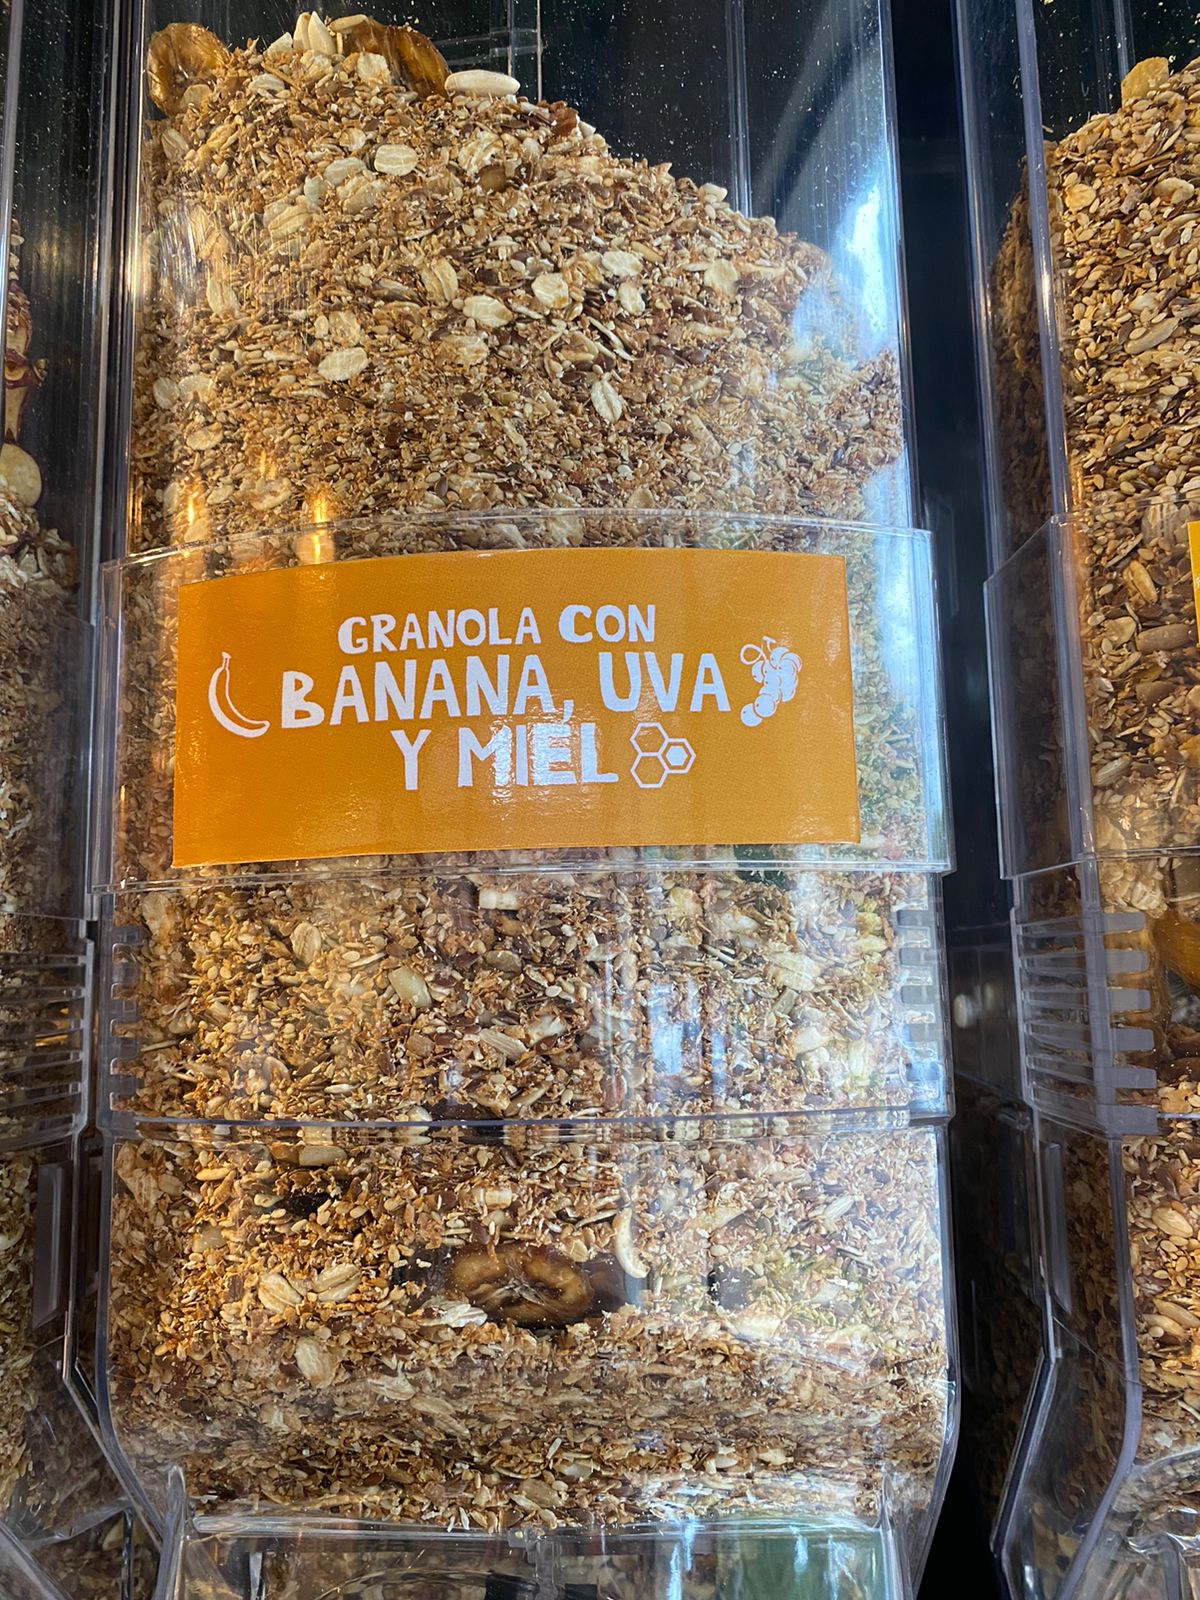 GRANOLA CON
BANANA, UVA
Y MIEL